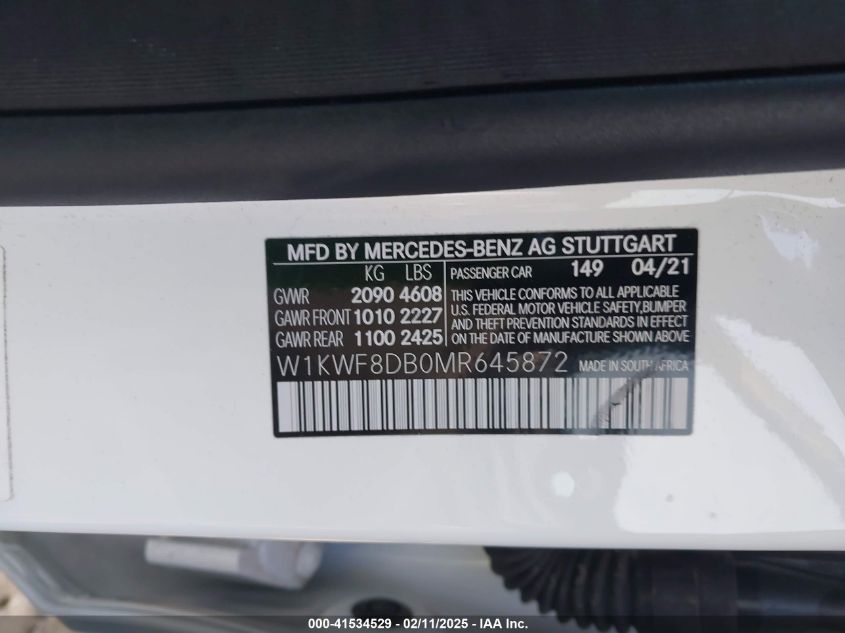 MFD BY MERCEDES-BENZ AG STUTTGART
KG LBS
GVWR 2090 4608
GAWR FRONT 1010 2227
GAWR REAR 1100 2425
PASSENGER CAR 149 04/21
THIS VEHICLE CONFORMS TO ALL APPLICABLE
U.S. FEDERAL MOTOR VEHICLE SAFETY,BUMPER
AND THEFT PREVENTION STANDARDS IN EFFECT
ON THE DATE OF MANUFACTURE SHOWN ABOVE
W1KWF8DB0MR645872
MADE IN SOUTH AFRICA
000-41534529 - 02/11/2025 - IAA Inc.